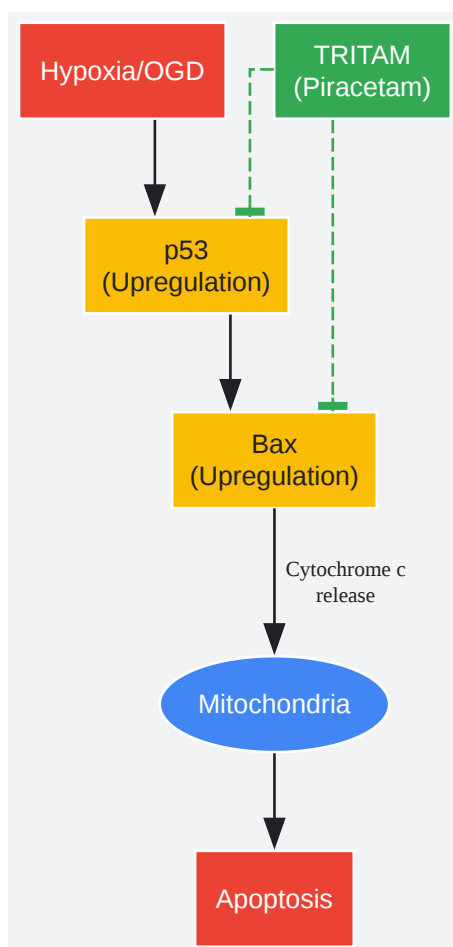 Hypoxia/OGD
TRITAM
(Piracetam)
p53
(Upregulation)
Bax
(Upregulation)
Cytochrome c
release
Mitochondria
Apoptosis